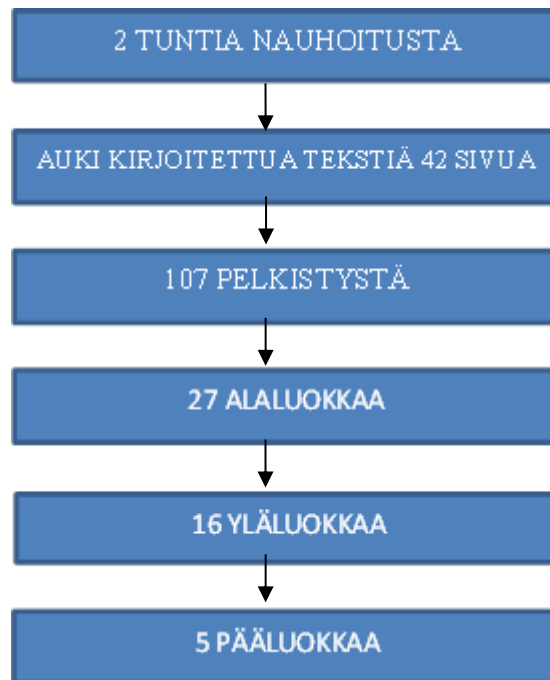 2 TUNTIA NAUHOITUSTA
AUKI KIRJOITETTUA TEKSTIÄ 42 SIVUA
107 PELKISTYSTÄ
27 ALALUOKKAA
16 YLÄLUOKKAA
5 PÄÄLUOKKAA